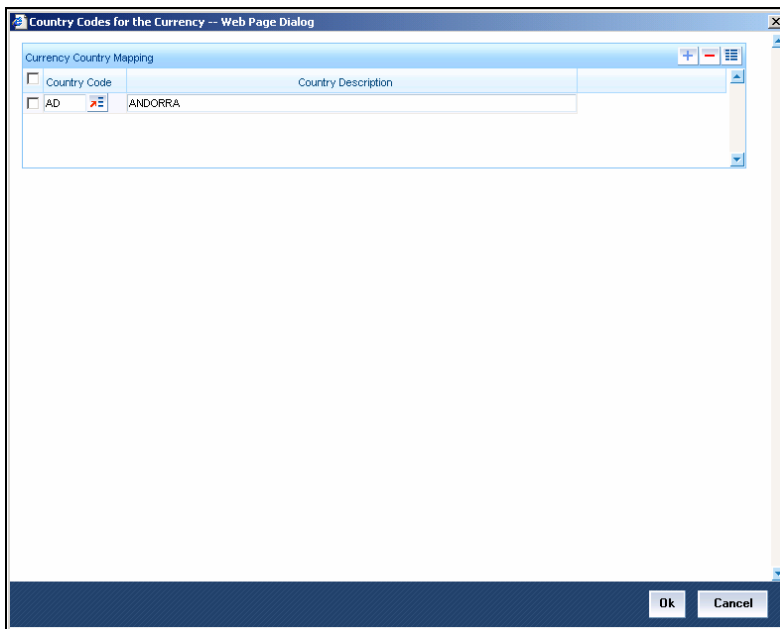 Country Codes for the Currency -- Web Page Dialog
Currency Country Mapping
Country Code Country Description
AD ANDORRA
Ok Cancel